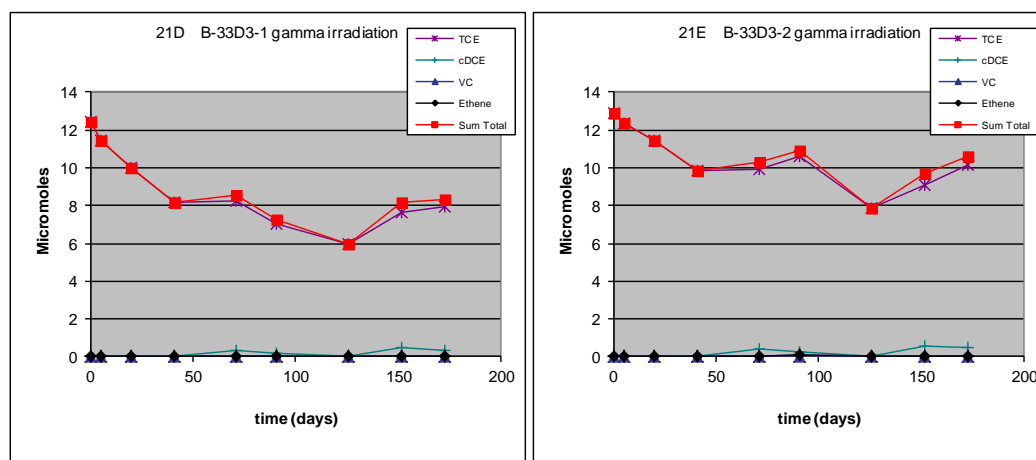 21D B-33D3-1 gamma irradiation
TCE
cDCE
VC
Ethene
Sum Total
14
12
10
8
6
4
2
0
0 50 100 150 200
Micromoles
time (days)
21E B-33D3-2 gamma irradiation
TCE
cDCE
VC
Ethene
Sum Total
14
12
10
8
6
4
2
0
0 50 100 150 200
Micromoles
time (days)